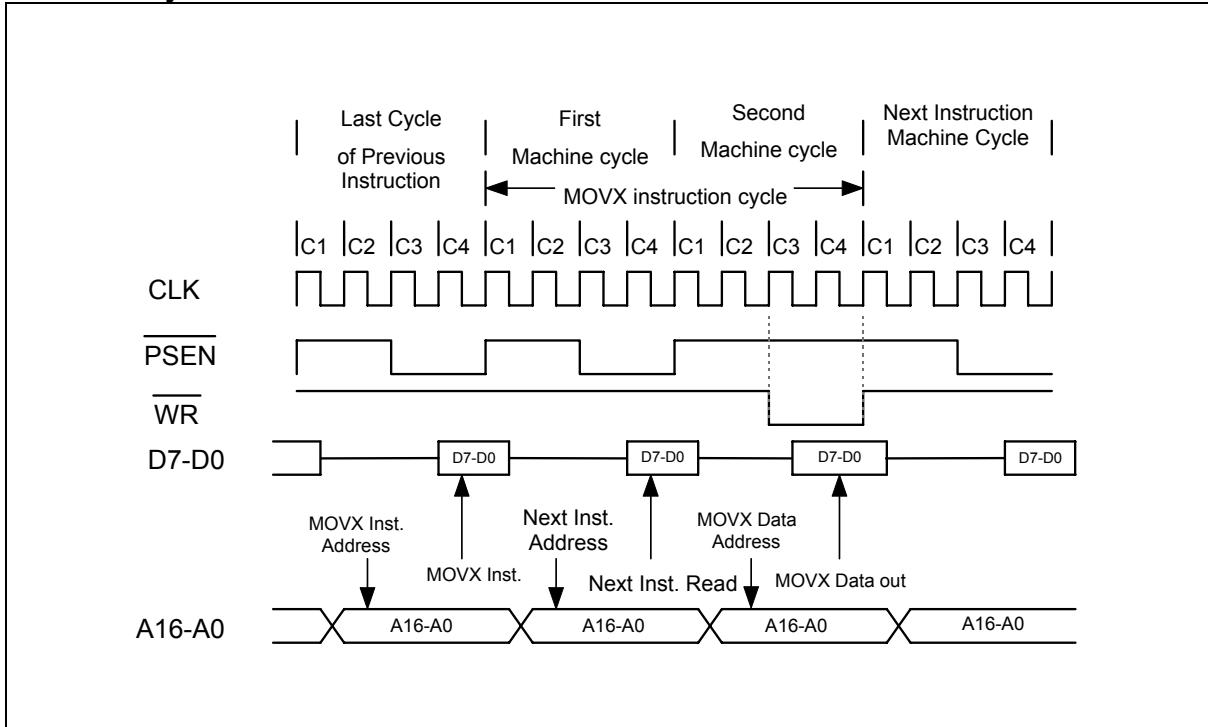 Last Cycle
of Previous
Instruction
First
Machine cycle
Second
Machine cycle
Next Instruction
Machine Cycle
MOVX instruction cycle
C1 C2 C3 C4 C1 C2 C3 C4 C1 C2 C3 C4 C1 C2 C3 C4
CLK
PSEN
WR
D7-D0
D7-D0 D7-D0 D7-D0 D7-D0
MOVX Inst.
Address
MOVX Inst.
Next Inst.
Address
Next Inst. Read
MOVX Data
Address
MOVX Data out
A16-A0
A16-A0 A16-A0 A16-A0 A16-A0